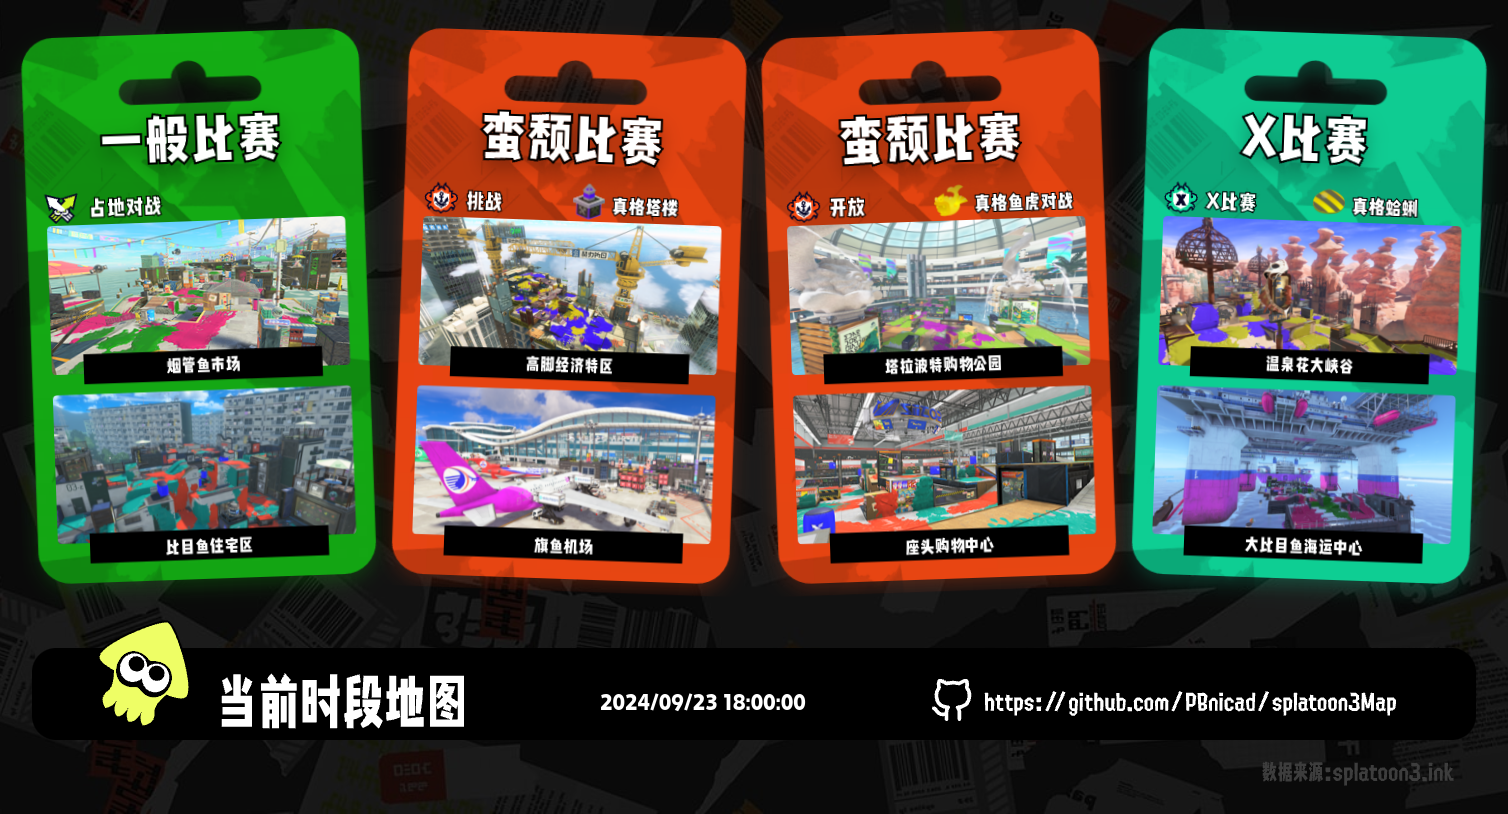 一般比赛
占地对战
烟管鱼市场
比目鱼住宅区
蛮颓比赛
挑战
真格塔楼
高脚经济特区
旗鱼机场
蛮颓比赛
开放
真格鱼虎对战
塔拉波特购物公园
座头购物中心
X比赛
X比赛
真格蛤蜊
温泉花大峡谷
大比目鱼海运中心
当前时段地图
2024/09/23 18:00:00
https://github.com/PBnicad/splatoon3Map
数据来源:splatoon3.ink